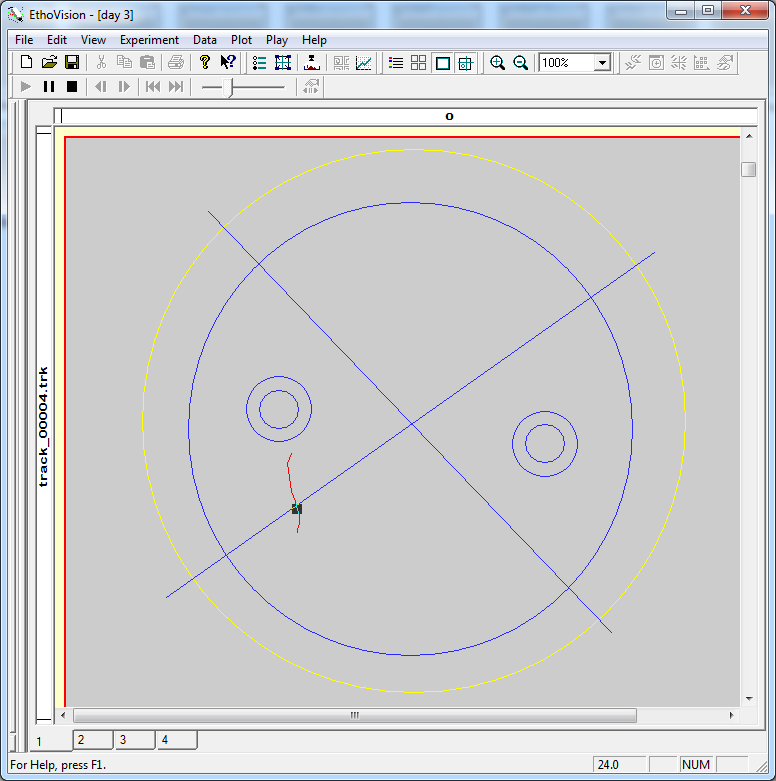 EthoVision - [day 3]
File Edit View Experiment Data Plot Play Help
100%
o
track_00004.trk
1 2 3 4
For Help, press F1.
24.0
NUM